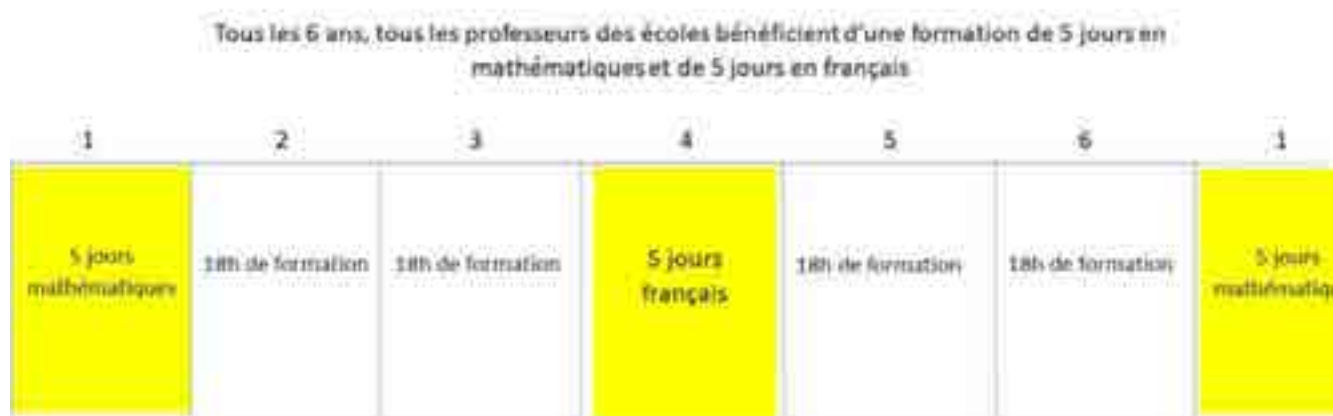 Tous les 6 ans, tous les professeurs des écoles bénéficient d'une formation de 5 jours en
mathématiques et de 5 jours en français
1 2 3 4 5 6 1
5 jours
mathématiques
18h de formation
18h de formation
5 jours
français
18h de formation
18h de formation
5 jours
mathématiqu